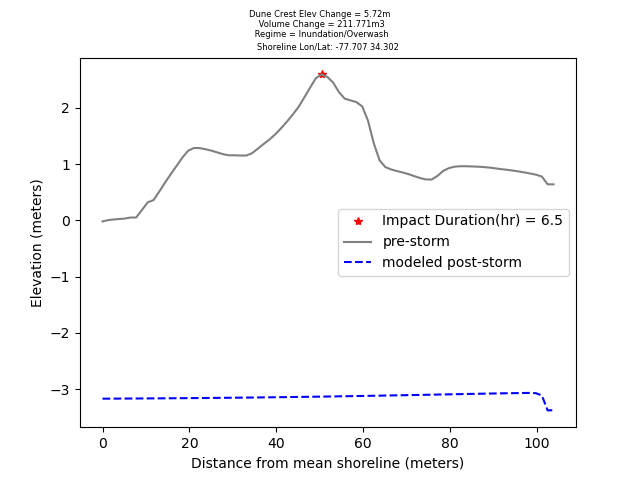 Dune Crest Elev Change = 5.72m
Volume Change = 211.771m3
Regime = Inundation/Overwash
Shoreline Lon/Lat: -77.707 34.302
Elevation (meters)
2
1
0
−1
−2
−3
Impact Duration(hr) = 6.5
pre-storm
modeled post-storm
0 20 40 60 80 100
Distance from mean shoreline (meters)